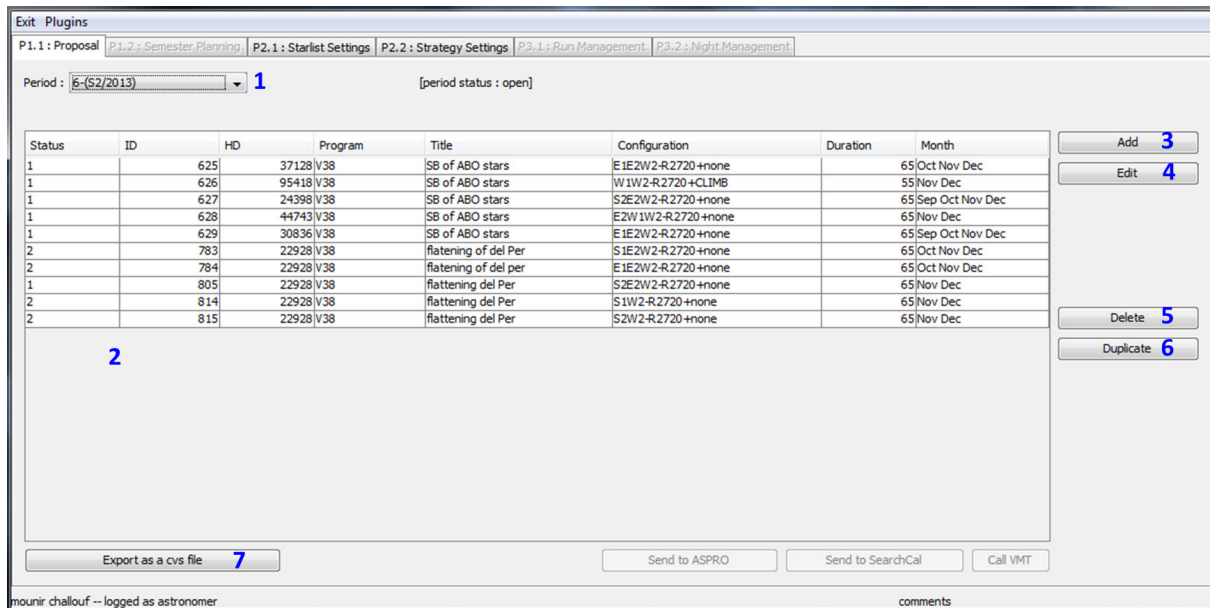 Exit Plugins
P1.1 : Proposal P1.2 : Semester Planning P2.1 : Starlist Settings P2.2 : Strategy Settings P3.1 : Run Management P3.2 : Night Management
Period : 6-(S2/2013) 1 [period status : open]
Status ID HD Program Title Configuration Duration Month
1 625 37128 V38 SB of ABO stars E1E2W2-R2720+none 65 Oct Nov Dec
1 626 95418 V38 SB of ABO stars W1W2-R2720+CLIMB 55 Nov Dec
1 627 24398 V38 SB of ABO stars S2E2W2-R2720+none 65 Sep Oct Nov Dec
1 628 44743 V38 SB of ABO stars E2W1W2-R2720+none 65 Nov Dec
1 629 30836 V38 SB of ABO stars E1E2W2-R2720+none 65 Sep Oct Nov Dec
2 783 22928 V38 flatening of del Per S1E2W2-R2720+none 65 Oct Nov Dec
2 784 22928 V38 flatening of del per E1E2W2-R2720+none 65 Oct Nov Dec
1 805 22928 V38 flattening del Per S2E2W2-R2720+none 65 Nov Dec
2 814 22928 V38 flattening del Per S1W2-R2720+none 65 Nov Dec
2 815 22928 V38 flattening del Per S2W2-R2720+none 65 Nov Dec
2
Add 3
Edit 4
Delete 5
Duplicate 6
Export as a cvs file 7 Send to ASPRO Send to SearchCal Call VMT
mounir challouf -- logged as astronomer comments